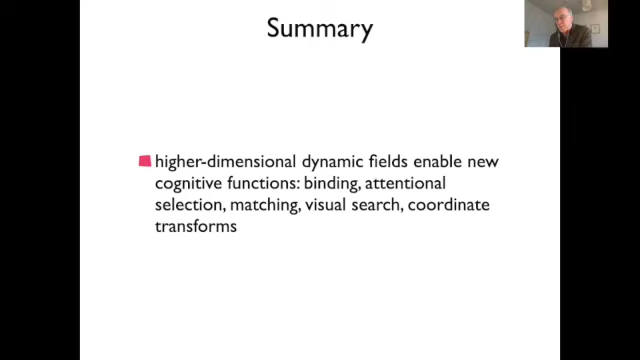 Summary
higher-dimensional dynamic fields enable new
cognitive functions: binding, attentional
selection, matching, visual search, coordinate
transforms